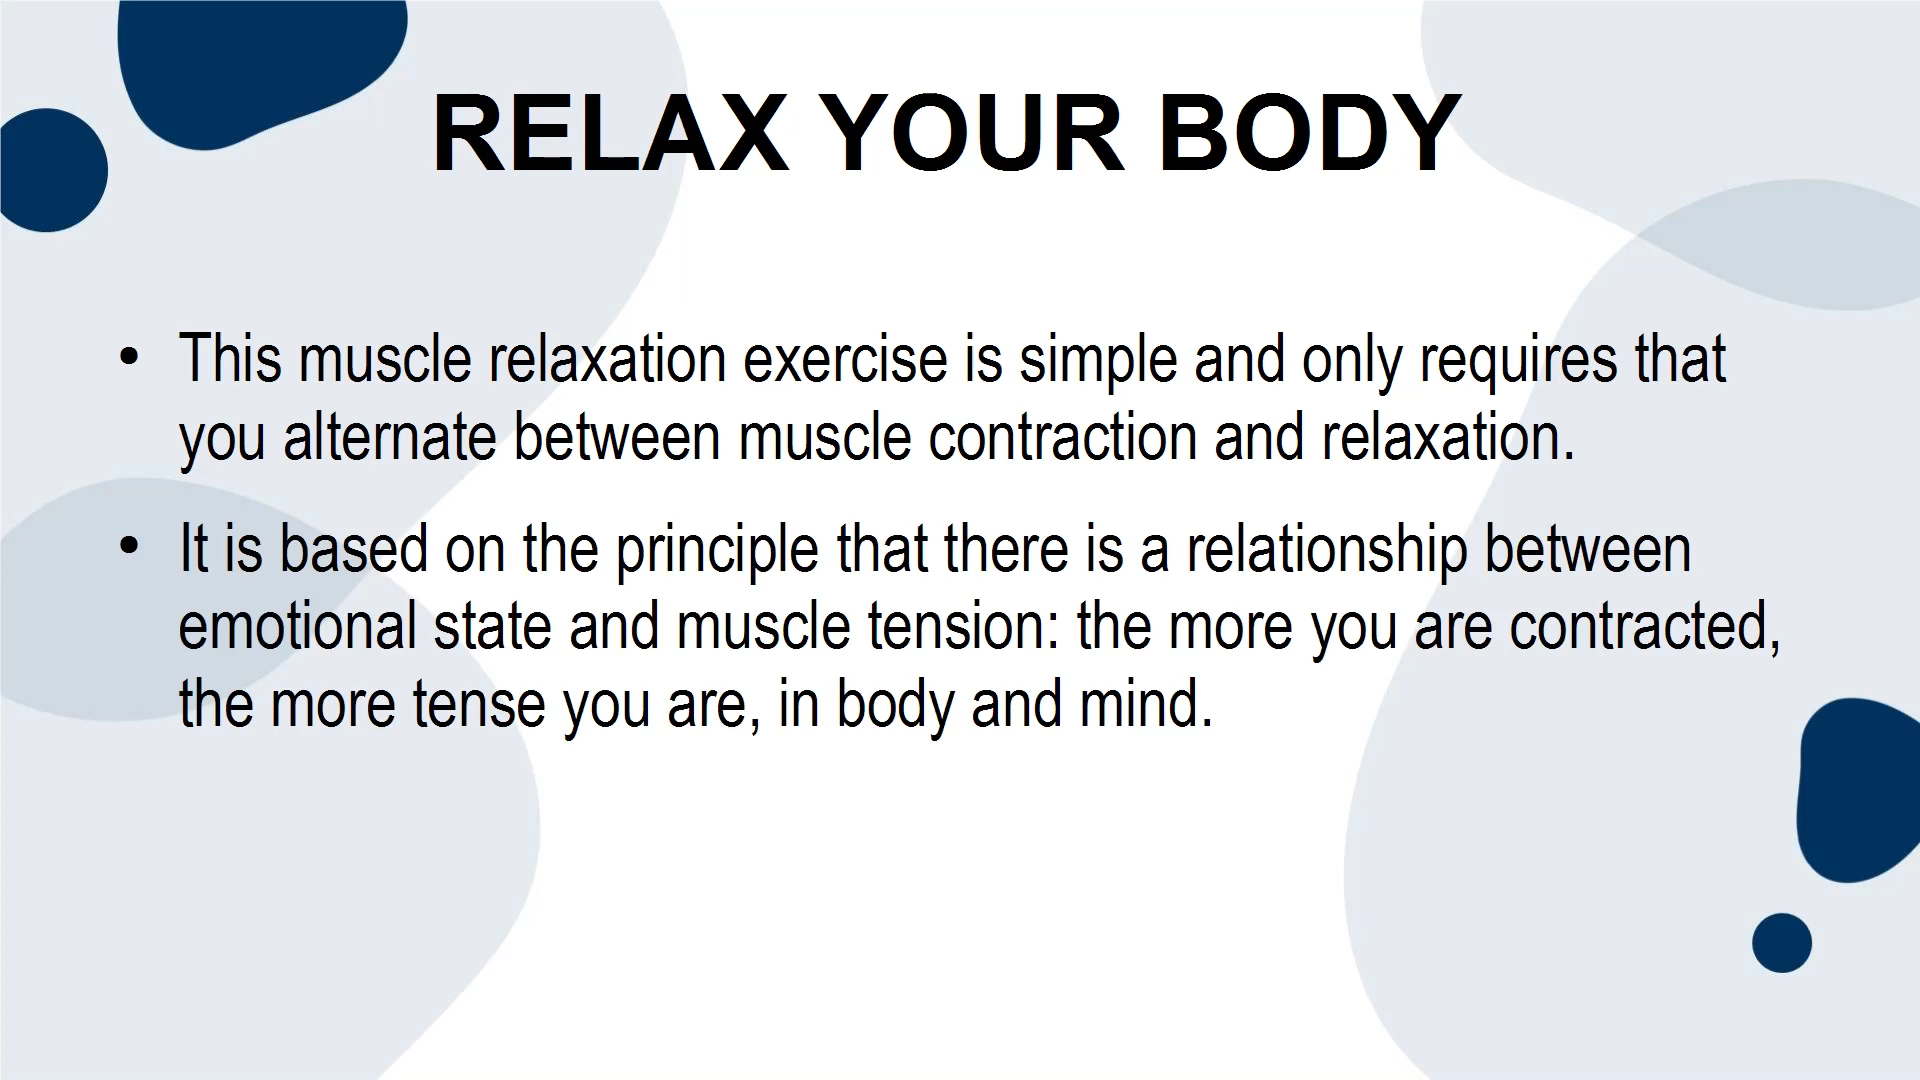 RELAX YOUR BODY
• This muscle relaxation exercise is simple and only requires that
you alternate between muscle contraction and relaxation.
• It is based on the principle that there is a relationship between
emotional state and muscle tension: the more you are contracted,
the more tense you are, in body and mind.